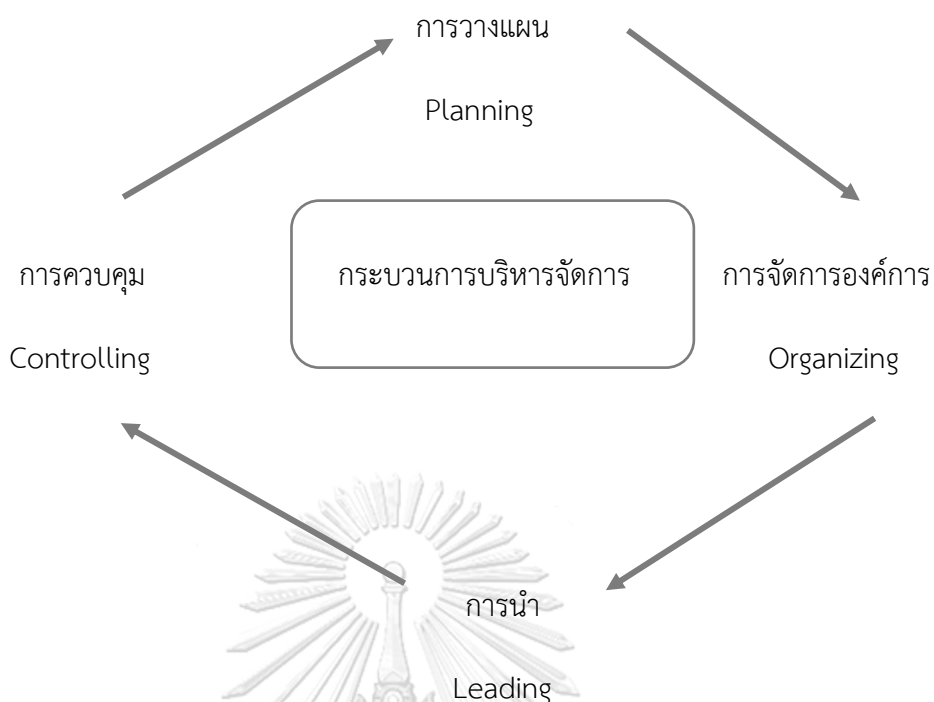 การวางแผน
Planning
การควบคุม
Controlling
กระบวนการบริหารจัดการ
การจัดการองค์การ
Organizing
การนำ
Leading